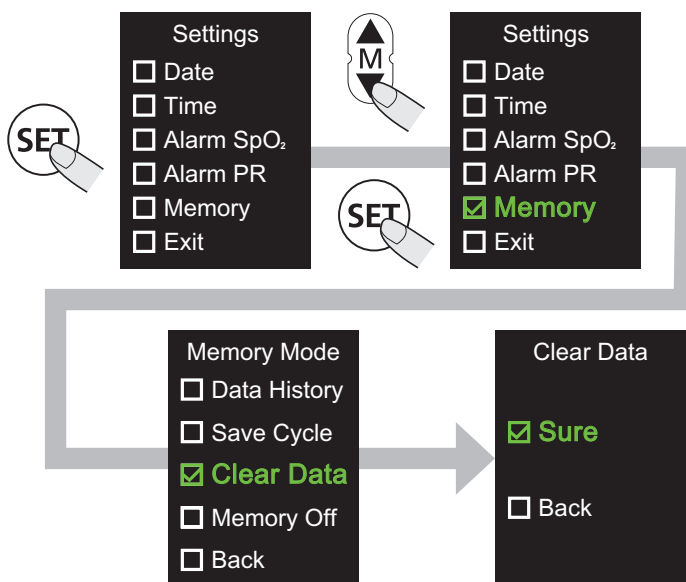 SET
Settings
Date
Time
Alarm SpO₂
Alarm PR
Memory
Exit
M
SET
Settings
Date
Time
Alarm SpO₂
Alarm PR
Memory
Exit
Memory Mode
Data History
Save Cycle
Clear Data
Memory Off
Back
Clear Data
Sure
Back